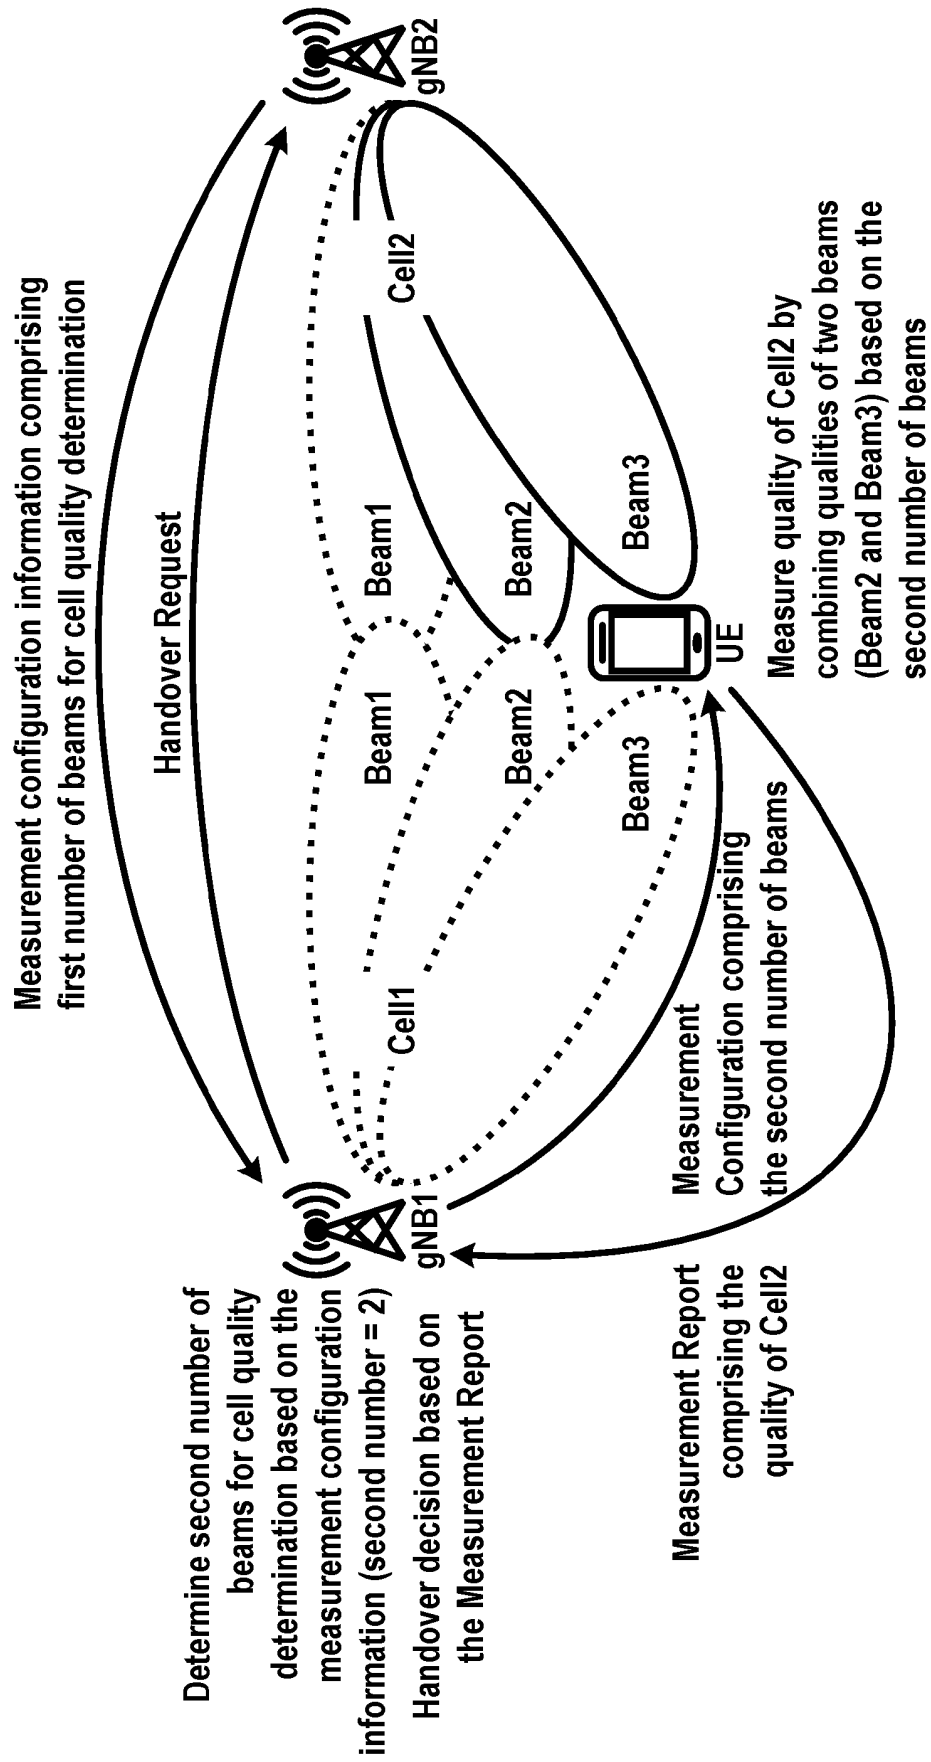 Measurement configuration information comprising
first number of beams for cell quality determination
Handover Request
Determine second number of
beams for cell quality
determination based on the
measurement configuration
information (second number = 2)
Handover decision based on
the Measurement Report
gNB1
gNB2
Cell1
Cell2
Beam1
Beam1
Beam2
Beam2
Beam3
Beam3
UE
Measurement
Configuration comprising
the second number of beams
Measurement Report
comprising the
quality of Cell2
Measure quality of Cell2 by
combining qualities of two beams
(Beam2 and Beam3) based on the
second number of beams